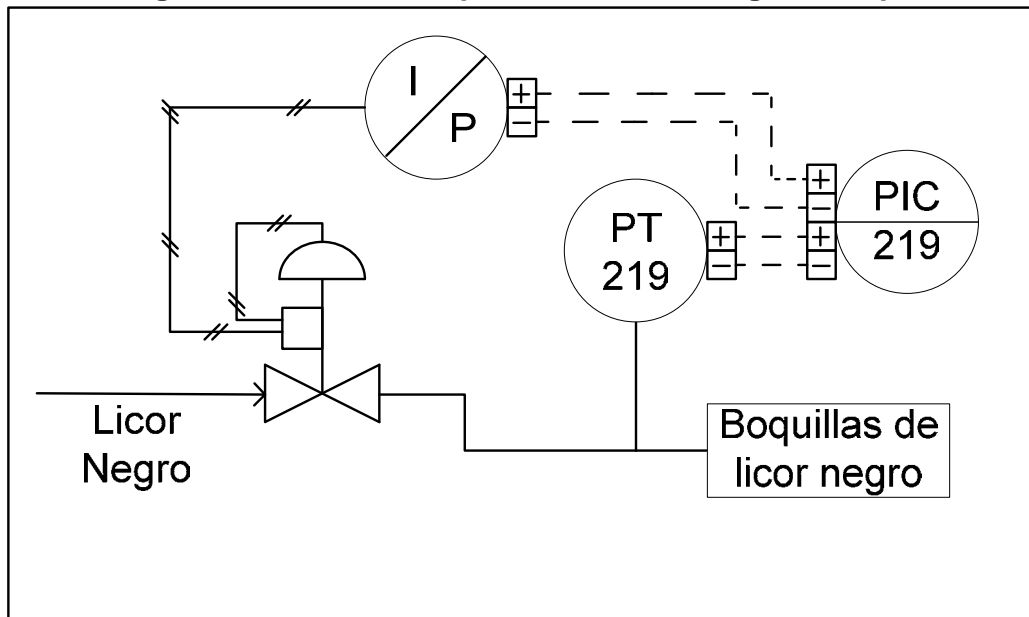 I
P
+
−
PT
219
+
−
+
−
+
−
PIC
219
Licor
Negro
Boquillas de
licor negro